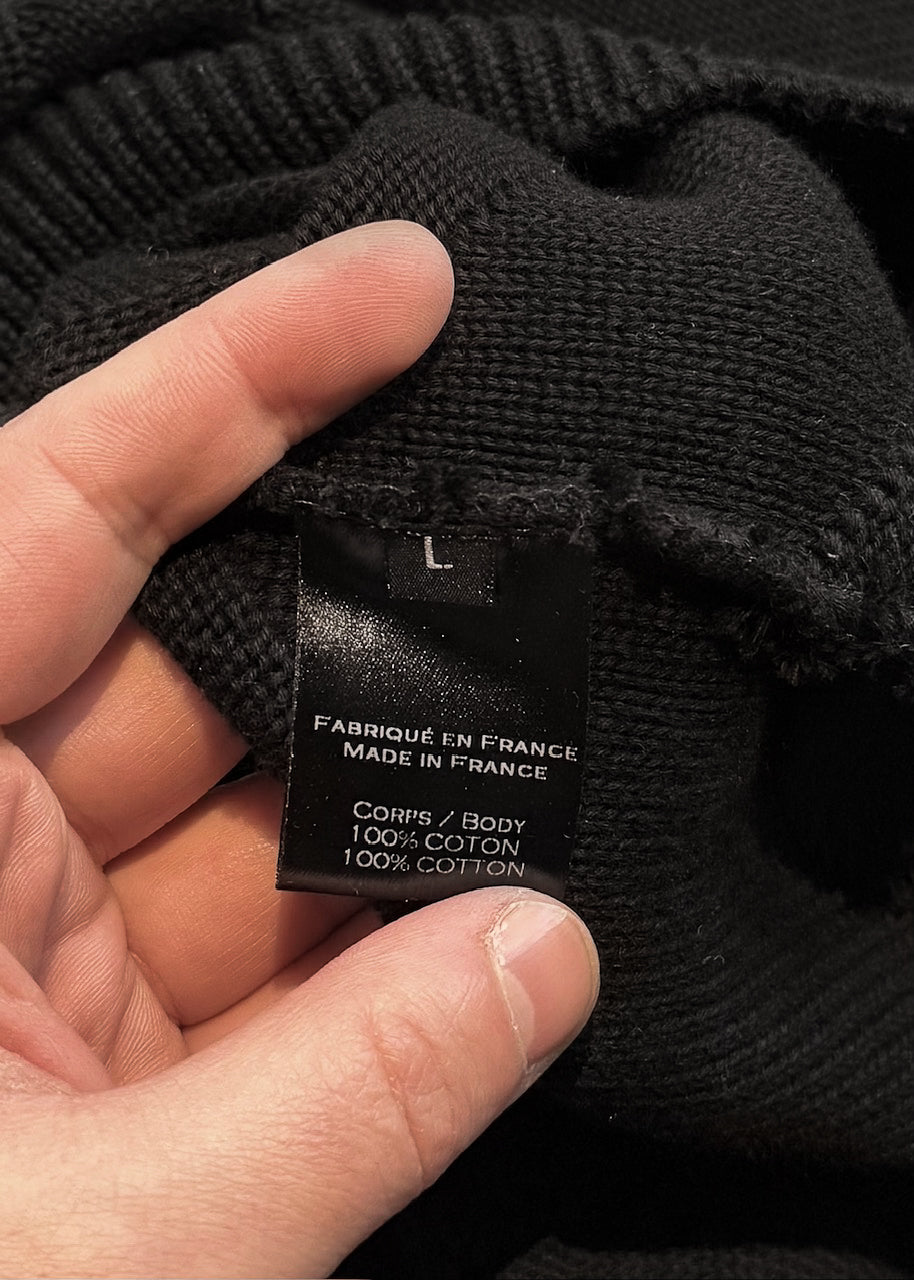 L
FABRIQUÉ EN FRANCE
MADE IN FRANCE
CORPS / BODY
100% COTON
100% COTTON